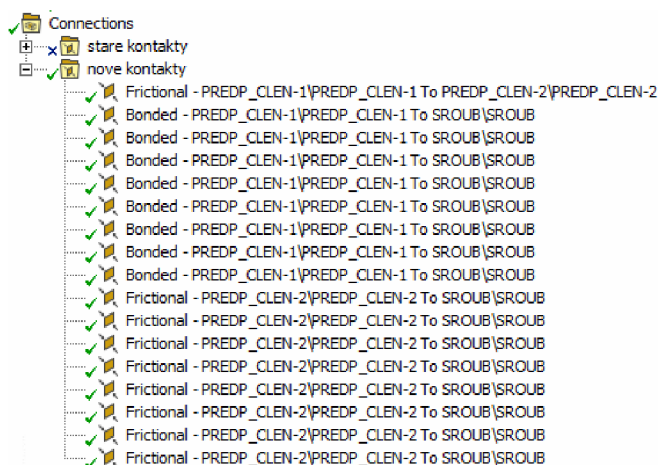 Connections
stare kontakty
nove kontakty
Frictional - PREDP_CLEN-1\PREDP_CLEN-1 To PREDP_CLEN-2\PREDP_CLEN-2
Bonded - PREDP_CLEN-1\PREDP_CLEN-1 To SROUB\SROUB
Bonded - PREDP_CLEN-1\PREDP_CLEN-1 To SROUB\SROUB
Bonded - PREDP_CLEN-1\PREDP_CLEN-1 To SROUB\SROUB
Bonded - PREDP_CLEN-1\PREDP_CLEN-1 To SROUB\SROUB
Bonded - PREDP_CLEN-1\PREDP_CLEN-1 To SROUB\SROUB
Bonded - PREDP_CLEN-1\PREDP_CLEN-1 To SROUB\SROUB
Bonded - PREDP_CLEN-1\PREDP_CLEN-1 To SROUB\SROUB
Bonded - PREDP_CLEN-1\PREDP_CLEN-1 To SROUB\SROUB
Frictional - PREDP_CLEN-2\PREDP_CLEN-2 To SROUB\SROUB
Frictional - PREDP_CLEN-2\PREDP_CLEN-2 To SROUB\SROUB
Frictional - PREDP_CLEN-2\PREDP_CLEN-2 To SROUB\SROUB
Frictional - PREDP_CLEN-2\PREDP_CLEN-2 To SROUB\SROUB
Frictional - PREDP_CLEN-2\PREDP_CLEN-2 To SROUB\SROUB
Frictional - PREDP_CLEN-2\PREDP_CLEN-2 To SROUB\SROUB
Frictional - PREDP_CLEN-2\PREDP_CLEN-2 To SROUB\SROUB
Frictional - PREDP_CLEN-2\PREDP_CLEN-2 To SROUB\SROUB